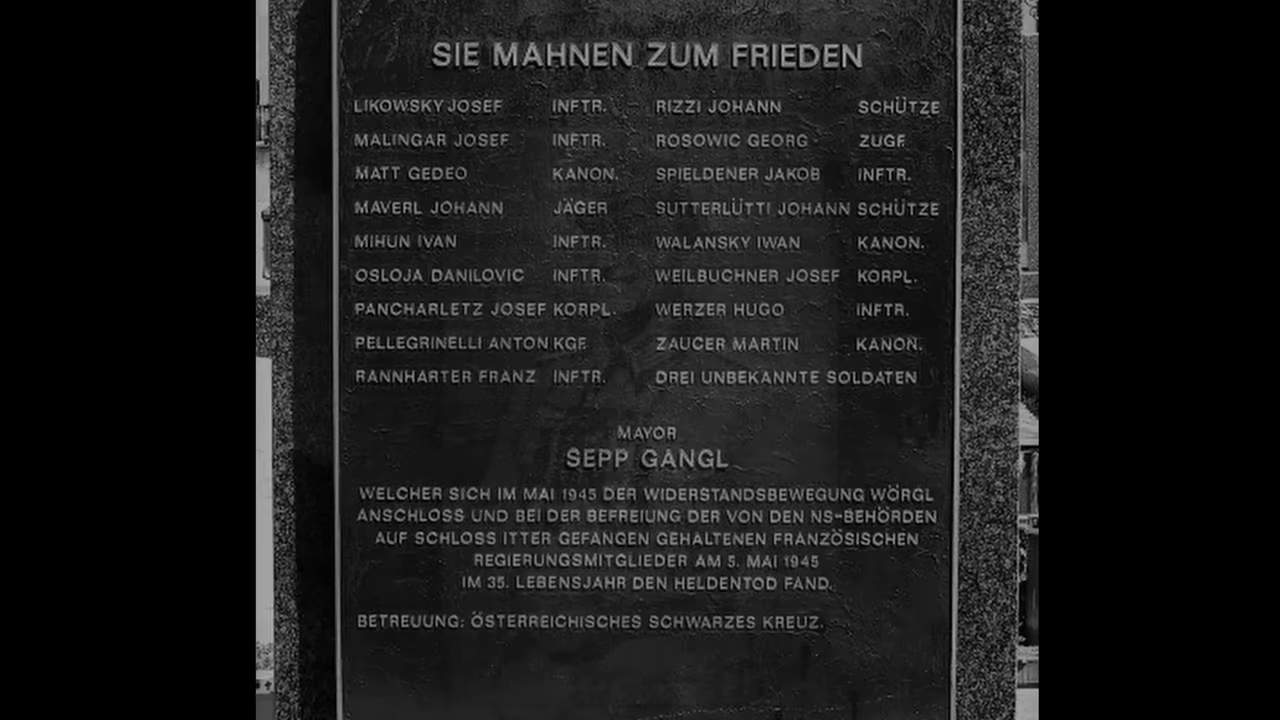 SIE MAHNEN ZUM FRIEDEN
LIKOWSKY JOSEF INFTR. RIZZI JOHANN SCHÜTZE
MALINGAR JOSEF INFTR. ROSOWIC GEORG ZUGF.
MATT GEDEO KANON. SPIELDENER JAKOB INFTR.
MAVERL JOHANN JÄGER SUTTERLÜTTI JOHANN SCHÜTZE
MIHUN IVAN INFTR. WALANSKY IWAN KANON.
OSLOJA DANILOVIC INFTR. WEILBUCHNER JOSEF KORPL.
PANCHARLETZ JOSEF KORPL. WERZER HUGO INFTR.
PELLEGRINELLI ANTON KGF. ZAUCER MARTIN KANON.
RANNHARTER FRANZ INFTR. DREI UNBEKANNTE SOLDATEN
MAYOR
SEPP GANGL
WELCHER SICH IM MAI 1945 DER WIDERSTANDSBEWEGUNG WÖRGL
ANSCHLOSS UND BEI DER BEFREIUNG DER VON DEN NS-BEHÖRDEN
AUF SCHLOSS ITTER GEFANGEN GEHALTENEN FRANZÖSISCHEN
REGIERUNGSMITGLIEDER AM 5. MAI 1945
IM 35. LEBENSJAHR DEN HELDENTOD FAND.
BETREUUNG: ÖSTERREICHISCHES SCHWARZES KREUZ.